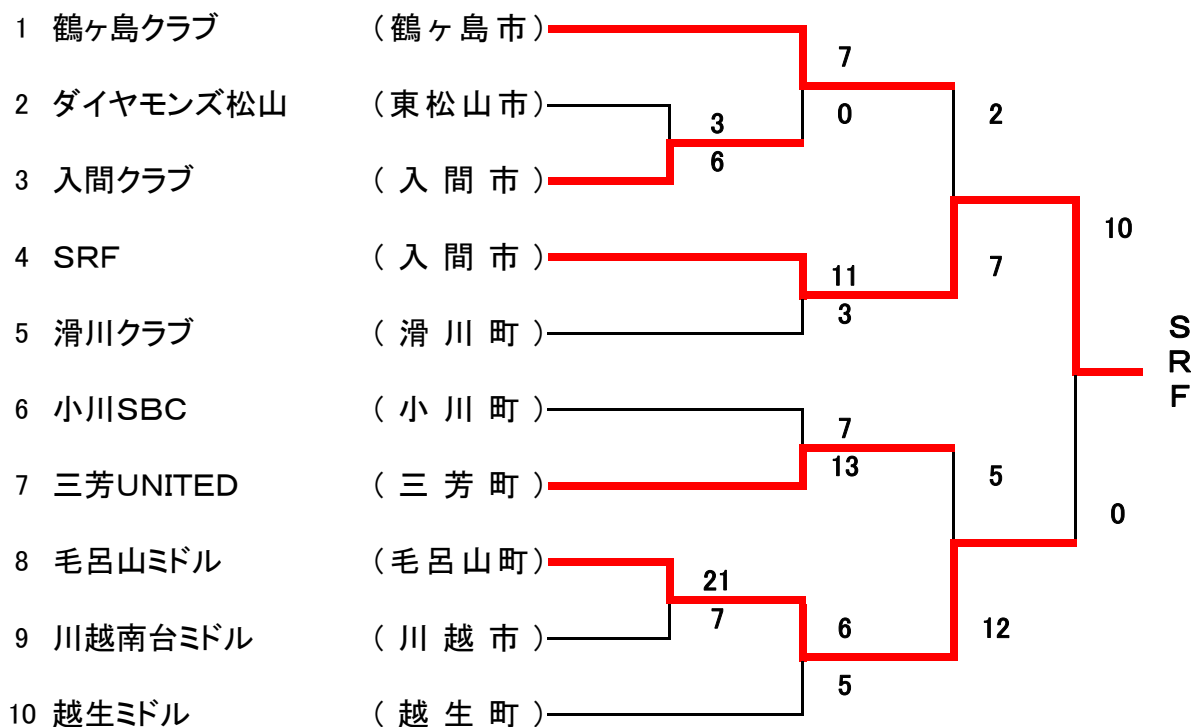 1 鶴ヶ島クラブ （鶴ヶ島市）
7
2 ダイヤモンズ松山 （東松山市）
0
2
3
6
3 入間クラブ （入間市）
10
4 SRF （入間市）
7
11
3
5 滑川クラブ （滑川町）
S
R
F
6 小川SBC （小川町）
7
13
5
7 三芳UNITED （三芳町）
0
8 毛呂山ミドル （毛呂山町）
21
7
9 川越南台ミドル （川越市）
6
12
5
10 越生ミドル （越生町）